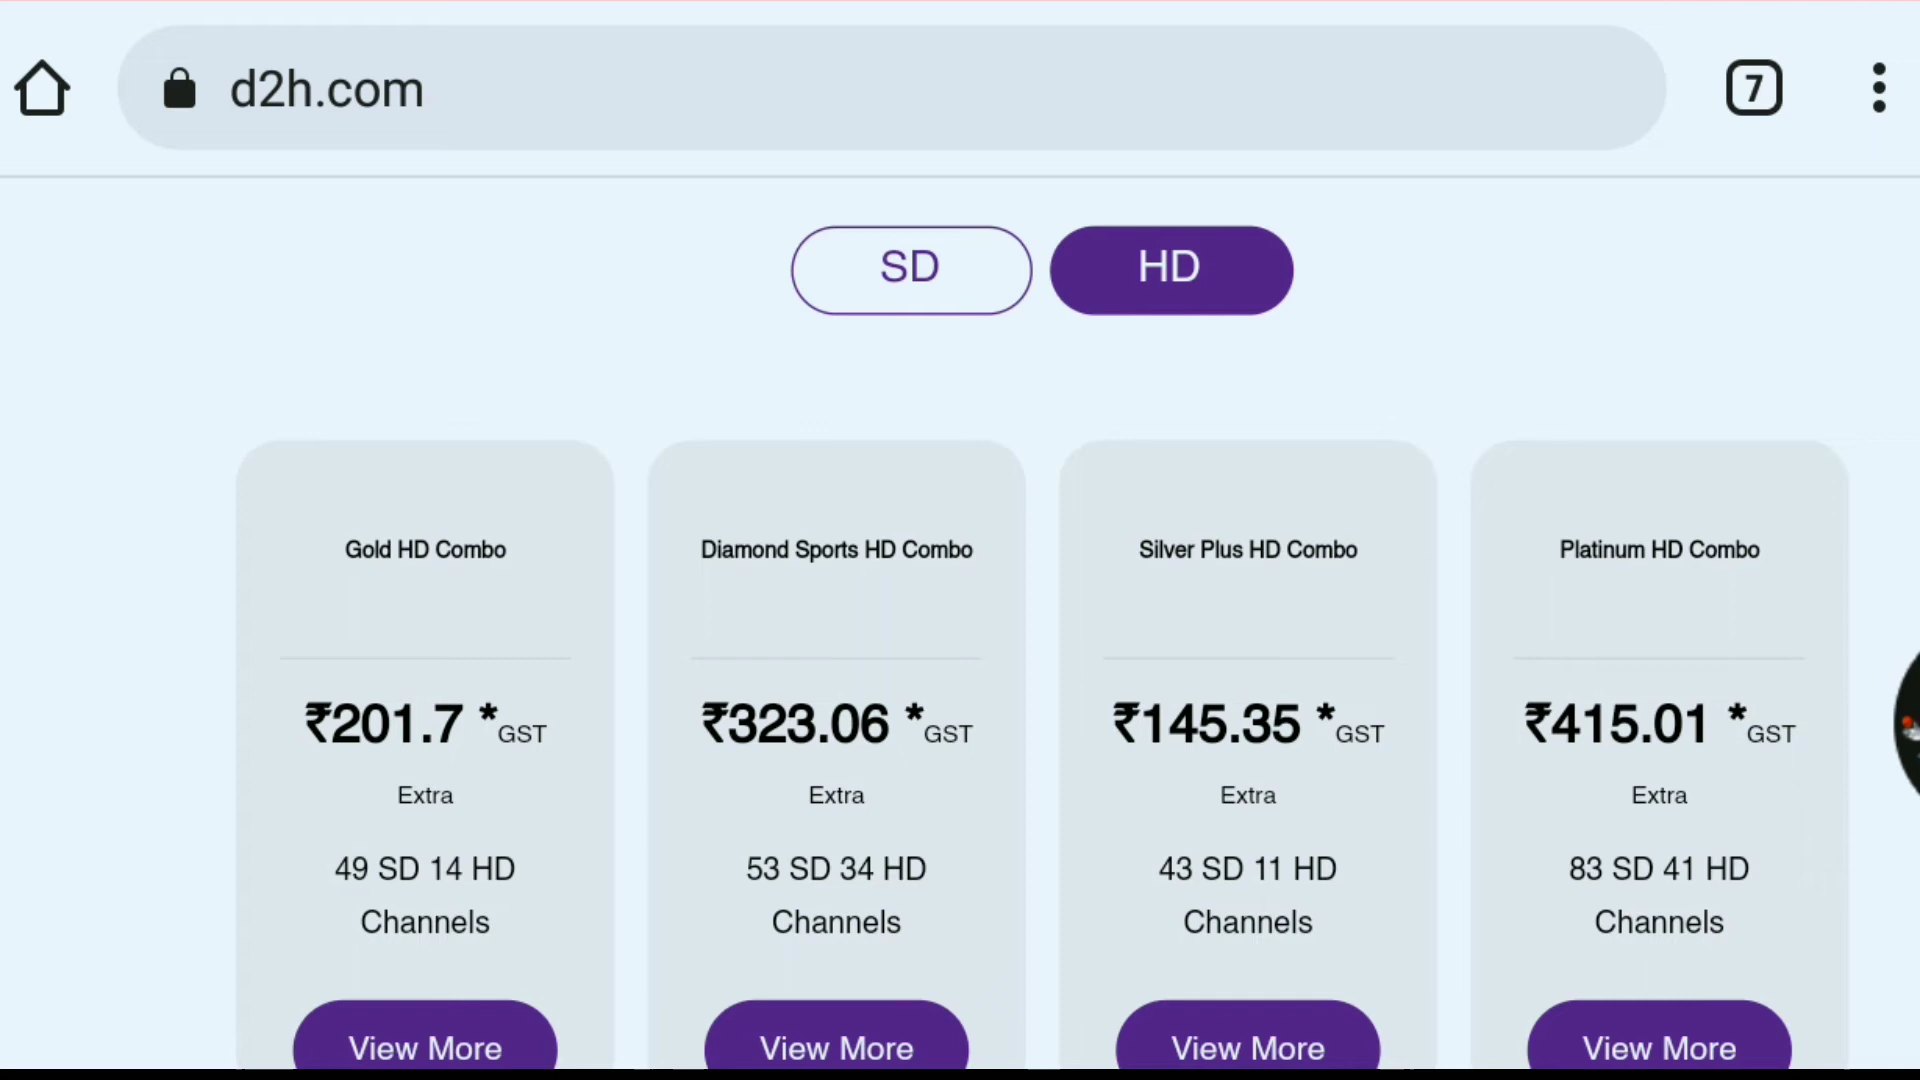 d2h.com
7
SD
HD
Gold HD Combo
₹201.7 *GST
Extra
49 SD 14 HD
Channels
View More
Diamond Sports HD Combo
₹323.06 *GST
Extra
53 SD 34 HD
Channels
View More
Silver Plus HD Combo
₹145.35 *GST
Extra
43 SD 11 HD
Channels
View More
Platinum HD Combo
₹415.01 *GST
Extra
83 SD 41 HD
Channels
View More